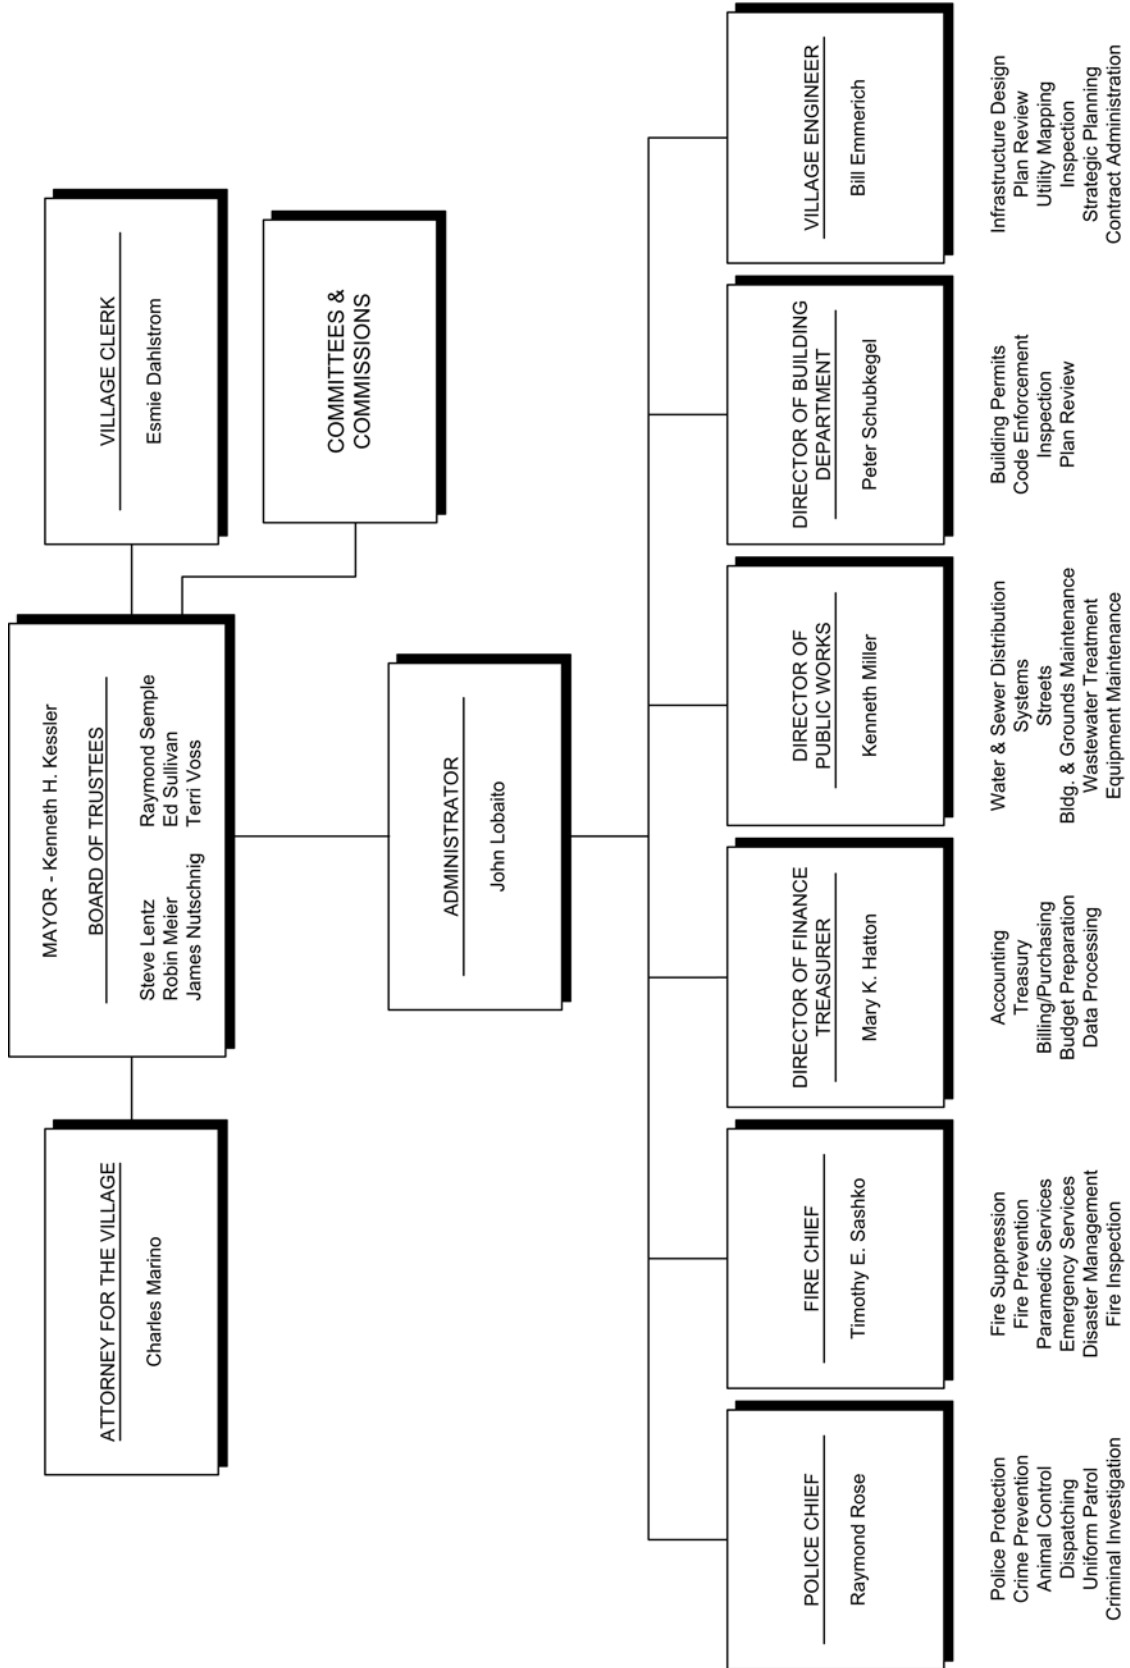 MAYOR - Kenneth H. Kessler
BOARD OF TRUSTEES
Steve Lentz
Robin Meier
James Nutschnig
Raymond Semple
Ed Sullivan
Terri Voss
ATTORNEY FOR THE VILLAGE
Charles Marino
VILLAGE CLERK
Esmie Dahlstrom
COMMITTEES &
COMMISSIONS
ADMINISTRATOR
John Lobaito
POLICE CHIEF
Raymond Rose
Police Protection
Crime Prevention
Animal Control
Dispatching
Uniform Patrol
Criminal Investigation
FIRE CHIEF
Timothy E. Sashko
Fire Suppression
Fire Prevention
Paramedic Services
Emergency Services
Disaster Management
Fire Inspection
DIRECTOR OF FINANCE
TREASURER
Mary K. Hatton
Accounting
Treasury
Billing/Purchasing
Budget Preparation
Data Processing
DIRECTOR OF
PUBLIC WORKS
Kenneth Miller
Water & Sewer Distribution
Systems
Streets
Bldg. & Grounds Maintenance
Wastewater Treatment
Equipment Maintenance
DIRECTOR OF BUILDING
DEPARTMENT
Peter Schubkegel
Building Permits
Code Enforcement
Inspection
Plan Review
VILLAGE ENGINEER
Bill Emmerich
Infrastructure Design
Plan Review
Utility Mapping
Inspection
Strategic Planning
Contract Administration